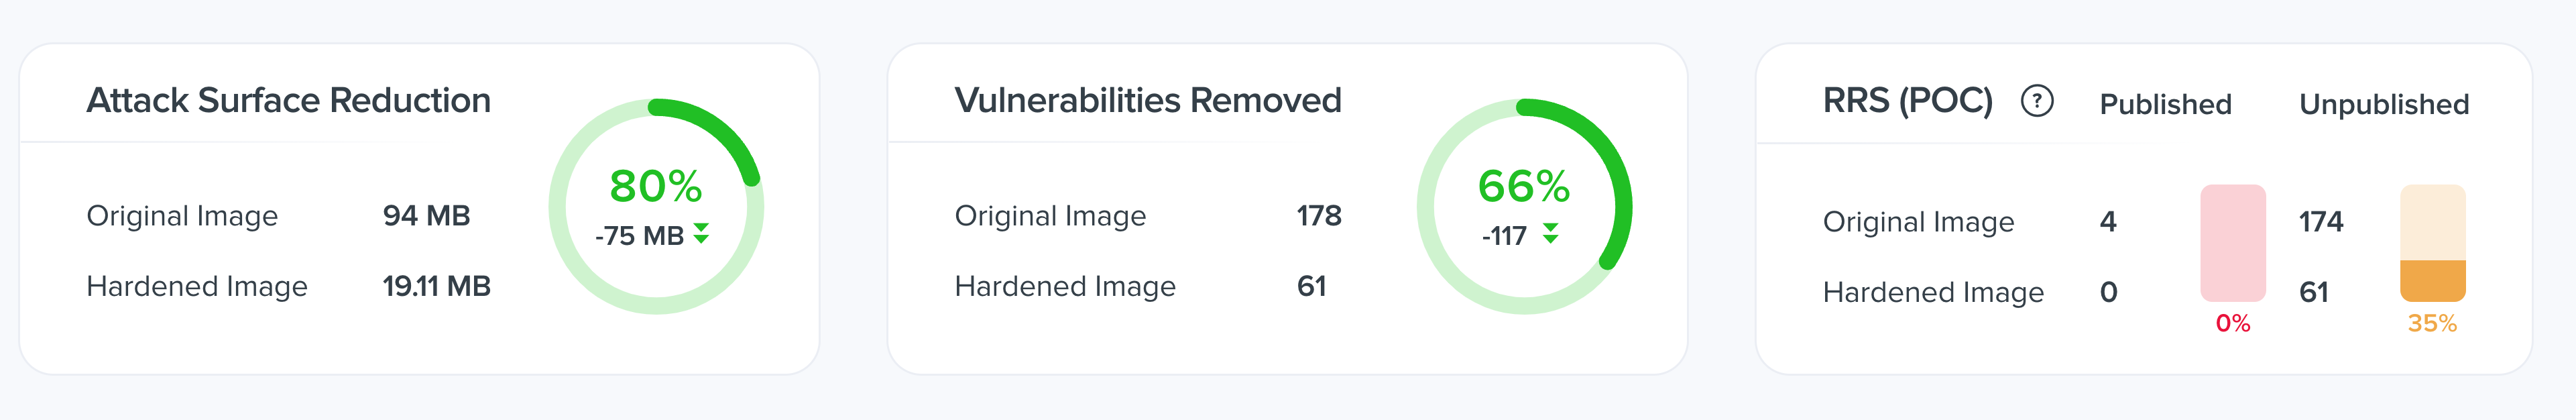 Attack Surface Reduction
Original Image 94 MB
Hardened Image 19.11 MB
80%
-75 MB
Vulnerabilities Removed
Original Image 178
Hardened Image 61
66%
-117
RRS (POC) ? Published Unpublished
Original Image 4 174
Hardened Image 0 61
0% 35%